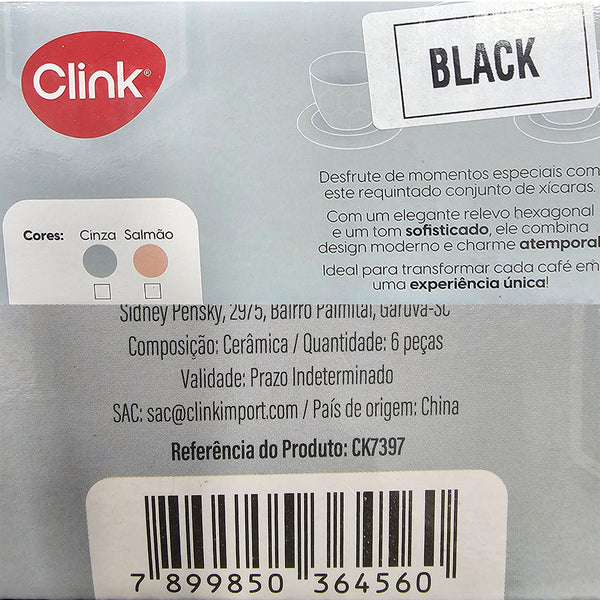 Clink®
BLACK
Desfrute de momentos especiais com
este requintado conjunto de xícaras.
Com um elegante relevo hexagonal
e um tom sofisticado, ele combina
design moderno e charme atemporal
Ideal para transformar cada café em
uma experiência única!
Cores: Cinza Salmão
Sidney Pensky, 2975, Bairro Palmital, Garuva-SC
Composição: Cerâmica / Quantidade: 6 peças
Validade: Prazo Indeterminado
SAC: sac@clinkimport.com / País de origem: China
Referência do Produto: CK7397
7 899850 364560